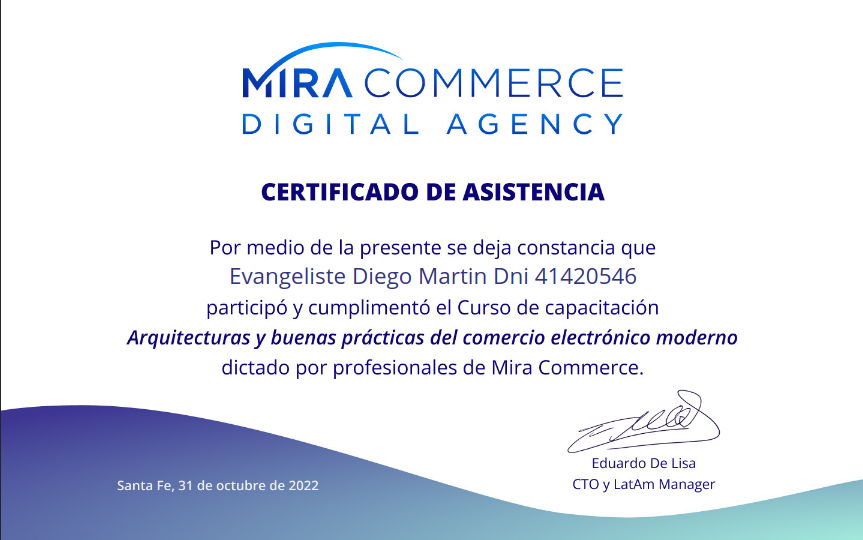 MIRA COMMERCE
DIGITAL AGENCY
CERTIFICADO DE ASISTENCIA
Por medio de la presente se deja constancia que
Evangeliste Diego Martin Dni 41420546
participó y cumplimentó el Curso de capacitación
Arquitecturas y buenas prácticas del comercio electrónico moderno
dictado por profesionales de Mira Commerce.
Eduardo De Lisa
CTO y LatAm Manager
Santa Fe, 31 de octubre de 2022